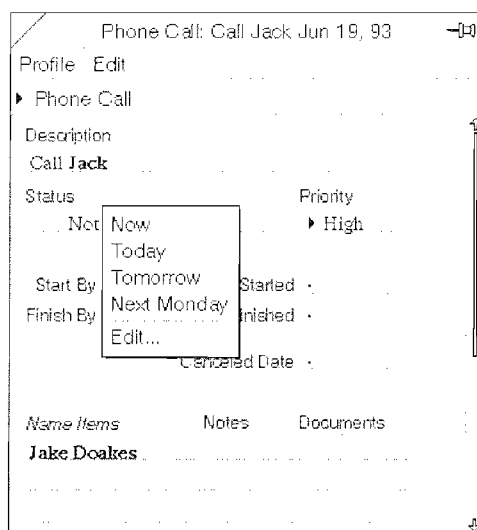 Phone Call: Call Jack Jun 19, 93
Profile Edit
Phone Call
Description
Call Jack
Status Priority
Not High
Now
Today
Tomorrow
Next Monday
Edit...
Start By Started
Finish By
Canceled Date
Name Items Notes Documents
Jake Doakes